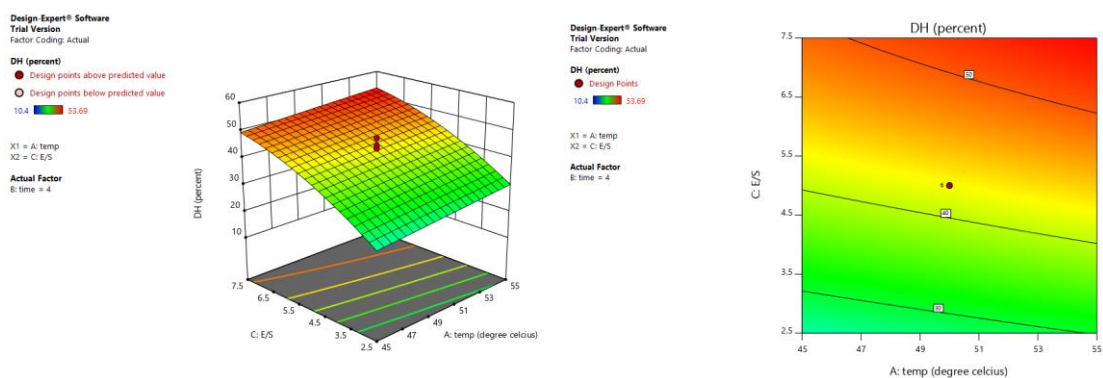 Design-Expert® Software
Trial Version
Factor Coding: Actual
DH (percent)
Design points above predicted value
Design points below predicted value
10.4 53.69
X1 = A: temp
X2 = C: E/S
Actual Factor
B: time = 4
DH (percent)
60
50
40
30
20
10
7.5
6.5
5.5
4.5
3.5
2.5
45
47
49
51
53
55
C: E/S
A: temp (degree celcius)
Design-Expert® Software
Trial Version
Factor Coding: Actual
DH (percent)
Design Points
10.4 53.69
X1 = A: temp
X2 = C: E/S
Actual Factor
B: time = 4
DH (percent)
C: E/S
7.5
6.5
5.5
4.5
3.5
2.5
50
6
40
30
45 47 49 51 53 55
A: temp (degree celcius)